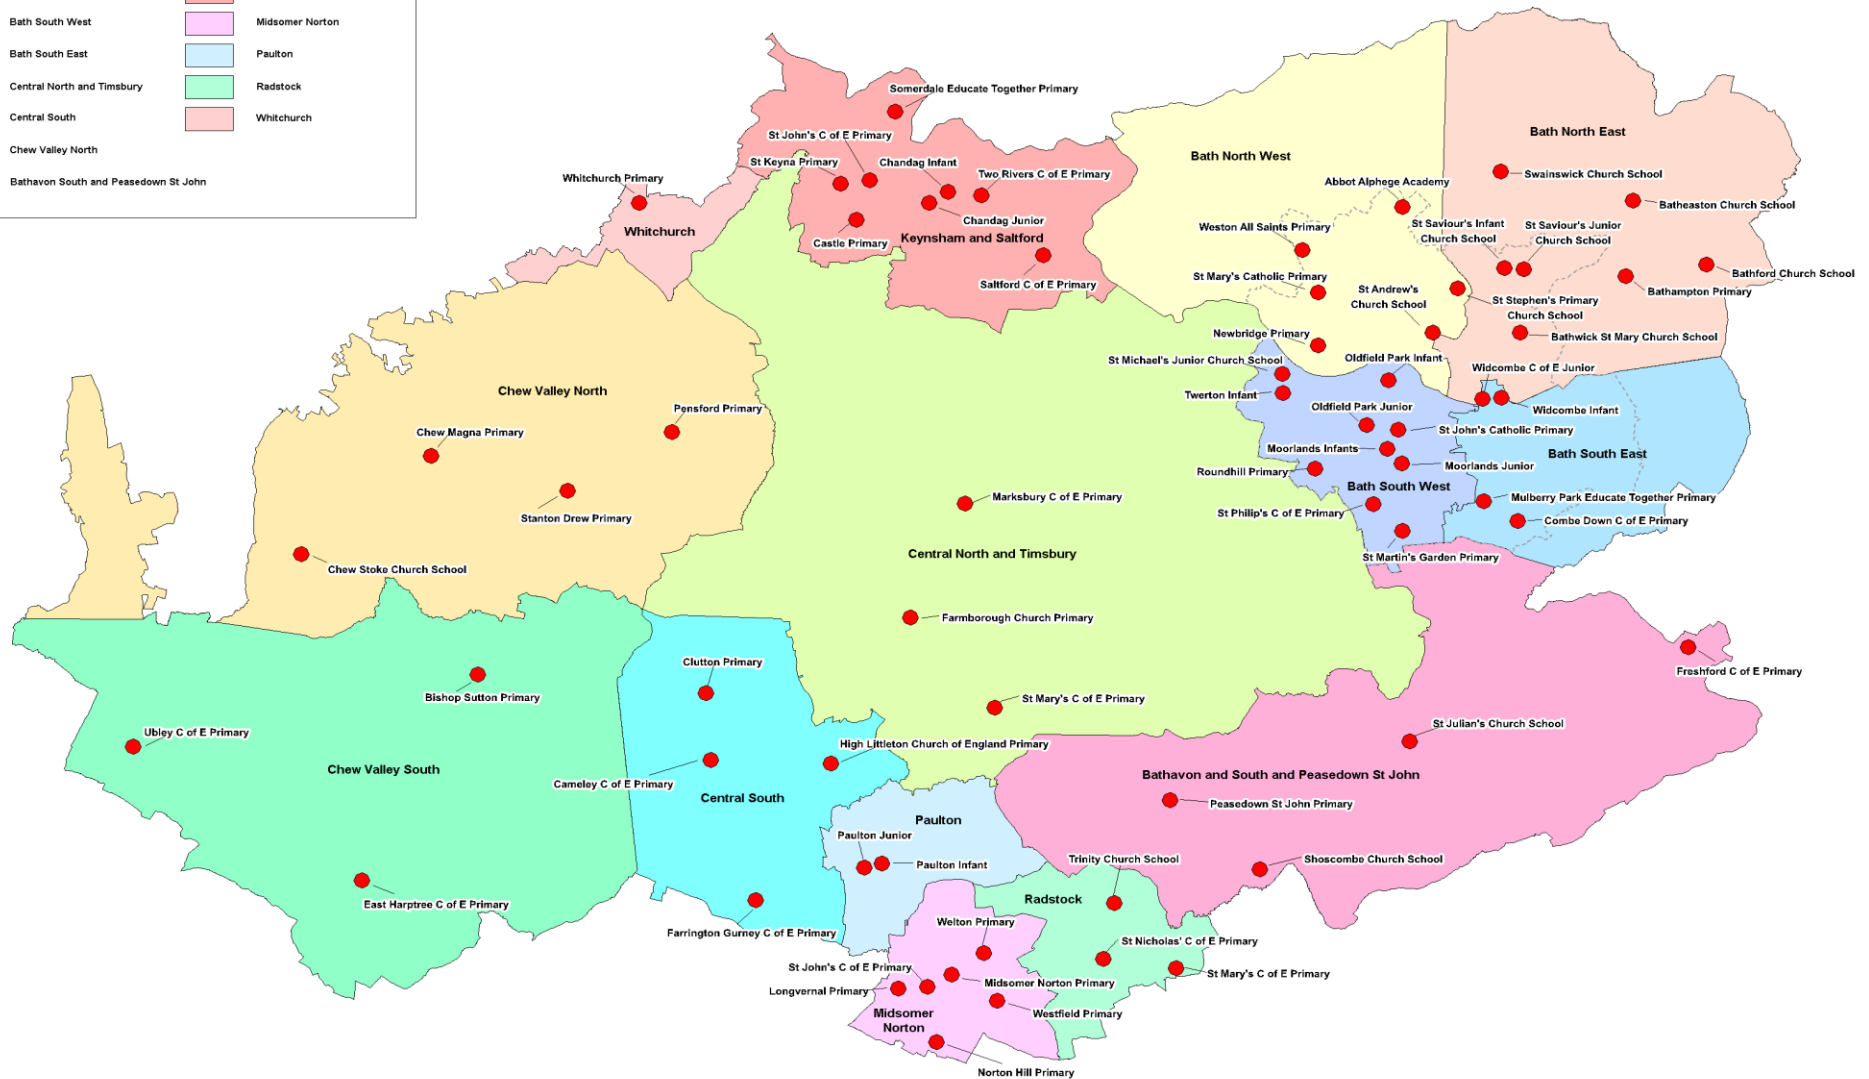 Bath South West
Midsomer Norton
Bath South East
Paulton
Central North and Timsbury
Radstock
Central South
Whitchurch
Chew Valley North
Bathavon South and Peasedown St John
Somerdale Educate Together Primary
St John's C of E Primary
St Keyna Primary
Chandag Infant
Two Rivers C of E Primary
Whitchurch Primary
Chandag Junior
Whitchurch
Castle Primary
Keynsham and Saltford
Saltford C of E Primary
Bath North West
Bath North East
Abbot Alphege Academy
Swainswick Church School
Batheaston Church School
Weston All Saints Primary
St Saviour's Infant
Church School
St Saviour's Junior
Church School
St Mary's Catholic Primary
St Andrew's
Church School
Bathford Church School
Bathampton Primary
St Stephen's Primary
Church School
Newbridge Primary
Bathwick St Mary Church School
St Michael's Junior Church School
Oldfield Park Infant
Widcombe C of E Junior
Twerton Infant
Oldfield Park Junior
Widcombe Infant
St John's Catholic Primary
Moorlands Infants
Bath South East
Roundhill Primary
Moorlands Junior
Bath South West
Mulberry Park Educate Together Primary
St Philip's C of E Primary
Combe Down C of E Primary
St Martin's Garden Primary
Chew Valley North
Pensford Primary
Chew Magna Primary
Stanton Drew Primary
Chew Stoke Church School
Marksbury C of E Primary
Central North and Timsbury
Farmborough Church Primary
St Mary's C of E Primary
Clutton Primary
Bishop Sutton Primary
Ubley C of E Primary
Chew Valley South
High Littleton Church of England Primary
Cameley C of E Primary
Central South
East Harptree C of E Primary
Farrington Gurney C of E Primary
Freshford C of E Primary
St Julian's Church School
Bathavon and South and Peasedown St John
Peasedown St John Primary
Shoscombe Church School
Paulton
Paulton Junior
Paulton Infant
Trinity Church School
Radstock
Welton Primary
St Nicholas' C of E Primary
St John's C of E Primary
St Mary's C of E Primary
Longvernal Primary
Midsomer Norton Primary
Midsomer
Norton
Westfield Primary
Norton Hill Primary